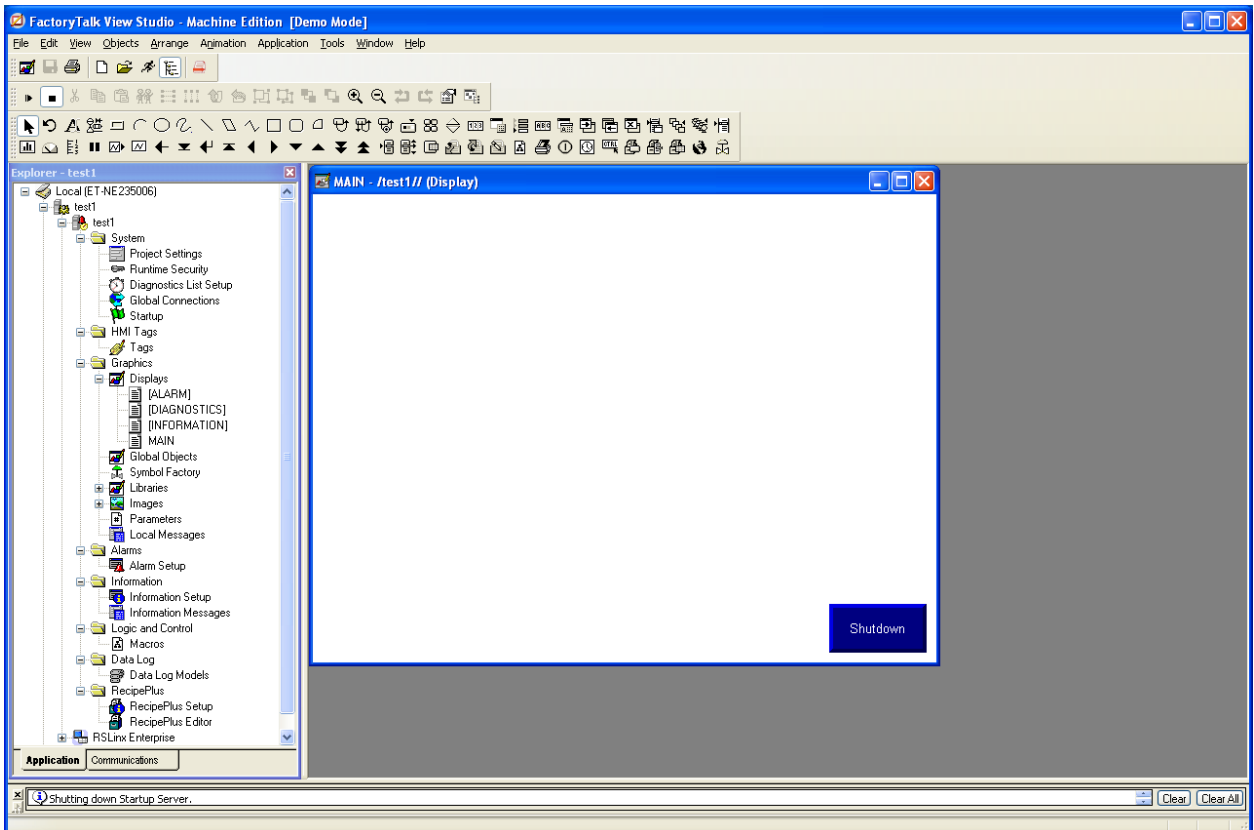 FactoryTalk View Studio - Machine Edition [Demo Mode]
File Edit View Objects Arrange Animation Application Tools Window Help
Explorer - test1
Local (ET-NE235006)
test1
test1
System
Project Settings
Runtime Security
Diagnostics List Setup
Global Connections
Startup
HMI Tags
Tags
Graphics
Displays
[ALARM]
[DIAGNOSTICS]
[INFORMATION]
MAIN
Global Objects
Symbol Factory
Libraries
Images
Parameters
Local Messages
Alarms
Alarm Setup
Information
Information Setup
Information Messages
Logic and Control
Macros
Data Log
Data Log Models
RecipePlus
RecipePlus Setup
RecipePlus Editor
RSLinx Enterprise
Application Communications
MAIN - /test1// (Display)
Shutdown
Shutting down Startup Server.
Clear Clear All